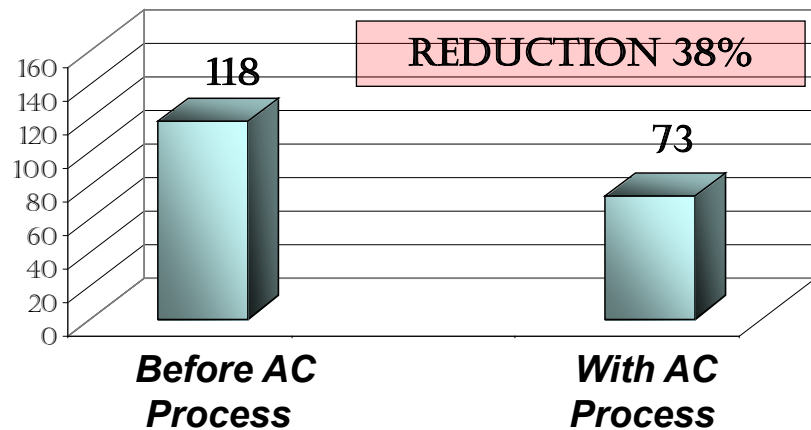 REDUCTION 38%
160
140
120
100
80
60
40
20
0
118
73
Before AC
Process
With AC
Process